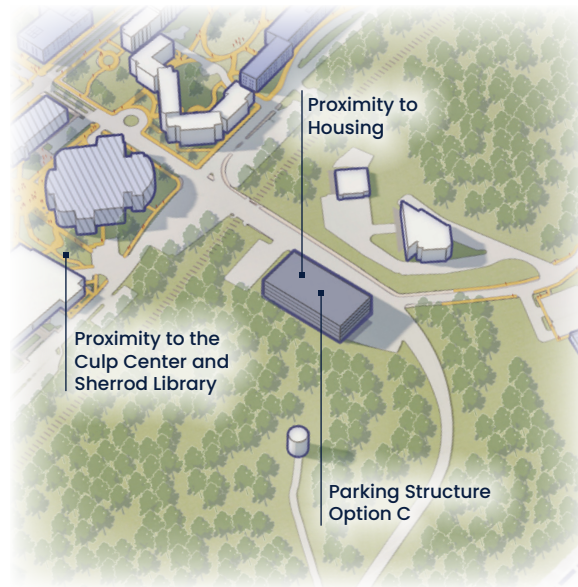 Proximity to
Housing
Proximity to the
Culp Center and
Sherrod Library
Parking Structure
Option C